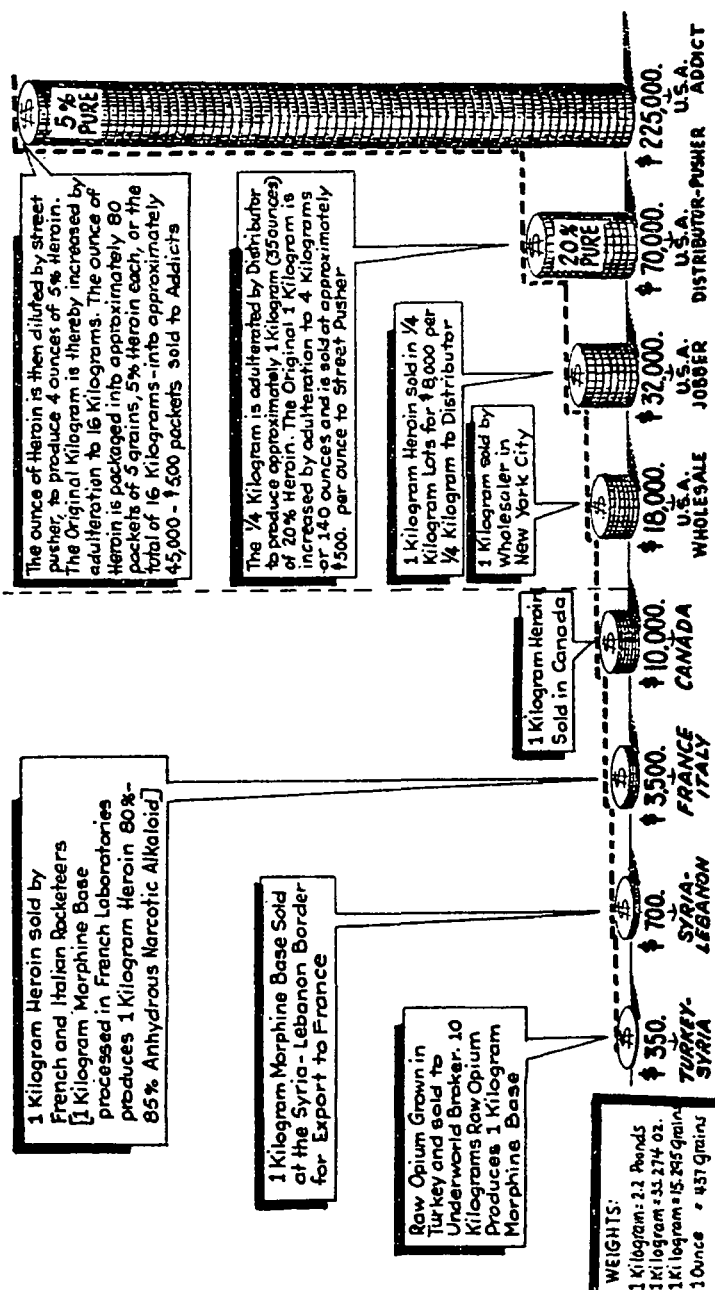 1 Kilogram Heroin sold by
French and Italian Racketeers
[1 Kilogram Morphine Base
processed in French Laboratories
produces 1 Kilogram Heroin 80%-
85% Anhydrous Narcotic Alkaloid]
The ounce of Heroin is then diluted by street
pusher, to produce 4 ounces of 5% Heroin.
The Original Kilogram is thereby increased by
adulteration to 16 Kilograms. The ounce of
Heroin is packaged into approximately 80
packets of 5 grains, 5% Heroin each, or the
total of 16 Kilograms-into approximately
45,000 - $5.00 packets sold to Addicts
1 Kilogram Morphine Base Sold
at the Syria-Lebanon Border
for Export to France
The ¼ Kilogram is adulterated by Distributor
to produce approximately 1 Kilogram (35 ounces)
of 20% Heroin. The Original 1 Kilogram is
increased by adulteration to 4 Kilograms
-or 140 ounces and is sold at approximately
$500. per ounce to Street Pusher
Raw Opium Grown in
Turkey and sold to
Underworld Broker. 10
Kilograms Raw Opium
Produces 1 Kilogram
Morphine Base
1 Kilogram Heroin sold in ¼
Kilogram Lots for $8,000 per
¼ Kilogram to Distributor
1 Kilogram sold by
Wholesaler in
New York City
1 Kilogram Heroin
Sold in Canada
5%
PURE
20%
PURE
$ $ $ $ $ $ $ $
$350. $700. $3,500. $10,000. $18,000. $32,000. $70,000. $225,000.
TURKEY- SYRIA- FRANCE CANADA U.S.A. U.S.A. U.S.A. U.S.A.
SYRIA LEBANON ITALY WHOLESALE JOBBER DISTRIBUTOR-PUSHER ADDICT
WEIGHTS:
1 Kilogram = 2.2 Pounds
1 Kilogram = 35.274 oz.
1 Kilogram = 15.295 grains
1 Ounce = 437 grains